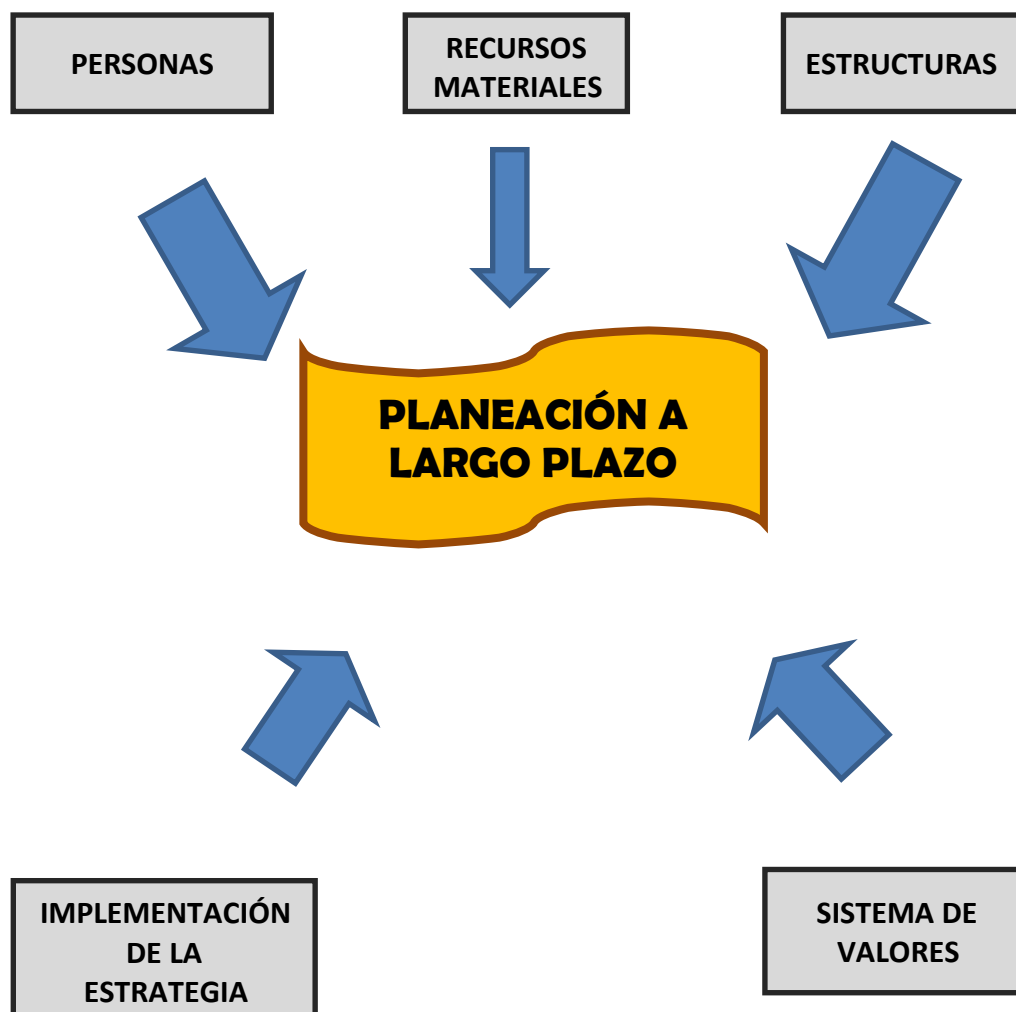 PERSONAS
RECURSOS
MATERIALES
ESTRUCTURAS
PLANEACIÓN A
LARGO PLAZO
IMPLEMENTACIÓN
DE LA
ESTRATEGIA
SISTEMA DE
VALORES